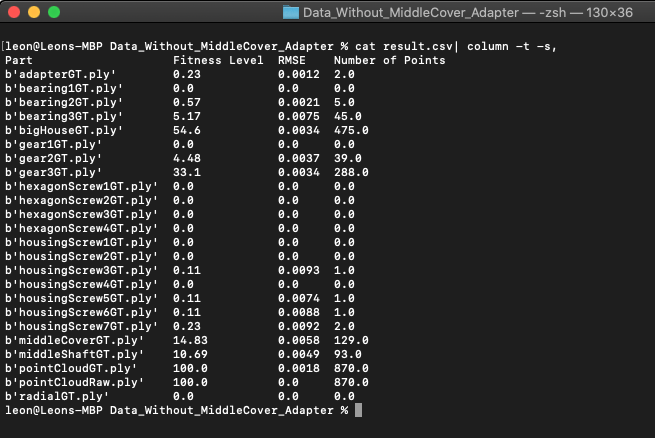 Data_Without_MiddleCover_Adapter — -zsh — 130×36
[leon@Leons-MBP Data_Without_MiddleCover_Adapter % cat result.csv| column -t -s,
Part Fitness Level RMSE Number of Points
b'adapterGT.ply' 0.23 0.0012 2.0
b'bearing1GT.ply' 0.0 0.0 0.0
b'bearing2GT.ply' 0.57 0.0021 5.0
b'bearing3GT.ply' 5.17 0.0075 45.0
b'bigHouseGT.ply' 54.6 0.0034 475.0
b'gear1GT.ply' 0.0 0.0 0.0
b'gear2GT.ply' 4.48 0.0037 39.0
b'gear3GT.ply' 33.1 0.0034 288.0
b'hexagonScrew1GT.ply' 0.0 0.0 0.0
b'hexagonScrew2GT.ply' 0.0 0.0 0.0
b'hexagonScrew3GT.ply' 0.0 0.0 0.0
b'hexagonScrew4GT.ply' 0.0 0.0 0.0
b'housingScrew1GT.ply' 0.0 0.0 0.0
b'housingScrew2GT.ply' 0.0 0.0 0.0
b'housingScrew3GT.ply' 0.11 0.0093 1.0
b'housingScrew4GT.ply' 0.0 0.0 0.0
b'housingScrew5GT.ply' 0.11 0.0074 1.0
b'housingScrew6GT.ply' 0.11 0.0088 1.0
b'housingScrew7GT.ply' 0.23 0.0092 2.0
b'middleCoverGT.ply' 14.83 0.0058 129.0
b'middleShaftGT.ply' 10.69 0.0049 93.0
b'pointCloudGT.ply' 100.0 0.0018 870.0
b'pointCloudRaw.ply' 100.0 0.0 870.0
b'radialGT.ply' 0.0 0.0 0.0
leon@Leons-MBP Data_Without_MiddleCover_Adapter %